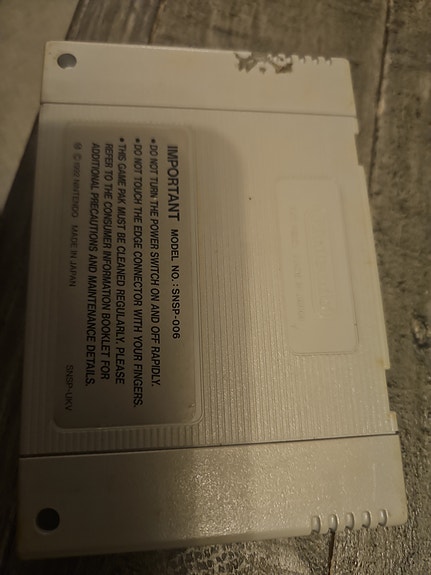 IMPORTANT MODEL NO.: SNSP-006
• DO NOT TURN THE POWER SWITCH ON AND OFF RAPIDLY.
• DO NOT TOUCH THE EDGE CONNECTOR WITH YOUR FINGERS.
• THIS GAME PAK MUST BE CLEANED REGULARLY. PLEASE
REFER TO THE CONSUMER INFORMATION BOOKLET FOR
ADDITIONAL PRECAUTIONS AND MAINTENANCE DETAILS.
© 1992 NINTENDO MADE IN JAPAN SNSP-UKV